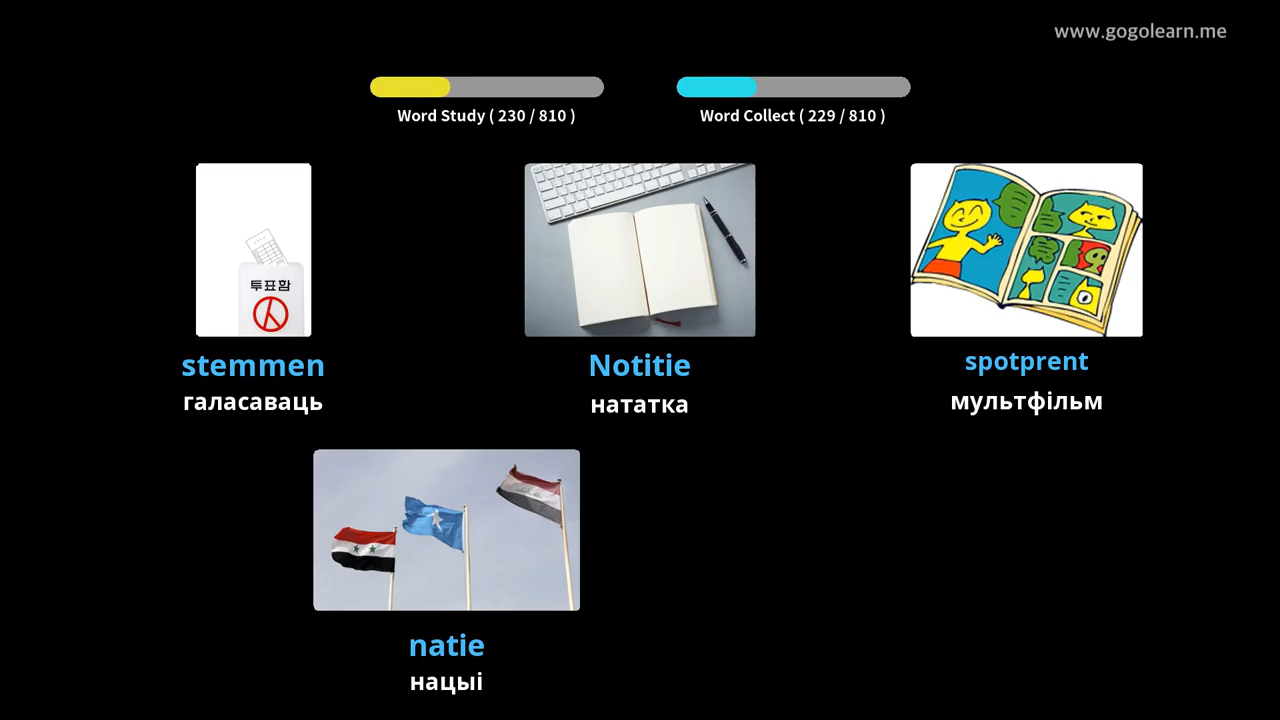 www.gogolearn.me
Word Study ( 230 / 810 )
Word Collect ( 229 / 810 )
투표함
stemmen
галасаваць
Notitie
нататка
spotprent
мультфільм
natie
нацыі